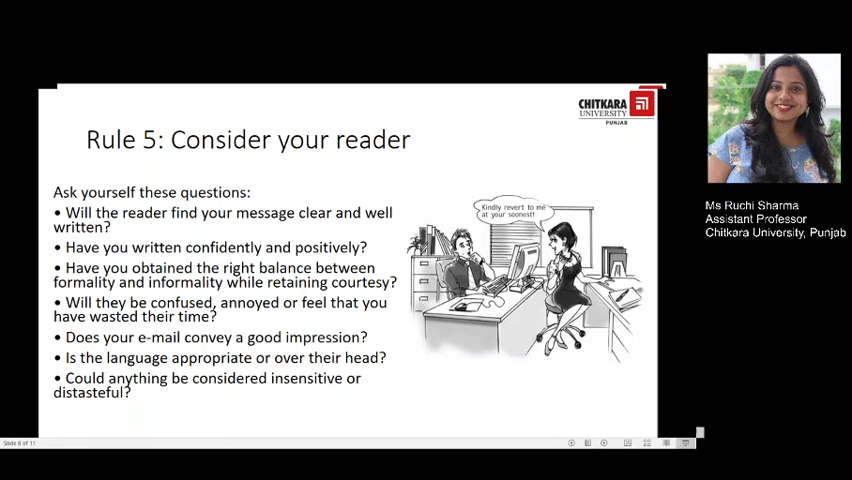 CHITKARA
UNIVERSITY
PUNJAB
Rule 5: Consider your reader
Ask yourself these questions:
• Will the reader find your message clear and well
written?
• Have you written confidently and positively?
• Have you obtained the right balance between
formality and informality while retaining courtesy?
• Will they be confused, annoyed or feel that you
have wasted their time?
• Does your e-mail convey a good impression?
• Is the language appropriate or over their head?
• Could anything be considered insensitive or
distasteful?
Kindly revert to me
at your soonest!
Ms Ruchi Sharma
Assistant Professor
Chitkara University, Punjab
Slide 8 of 11